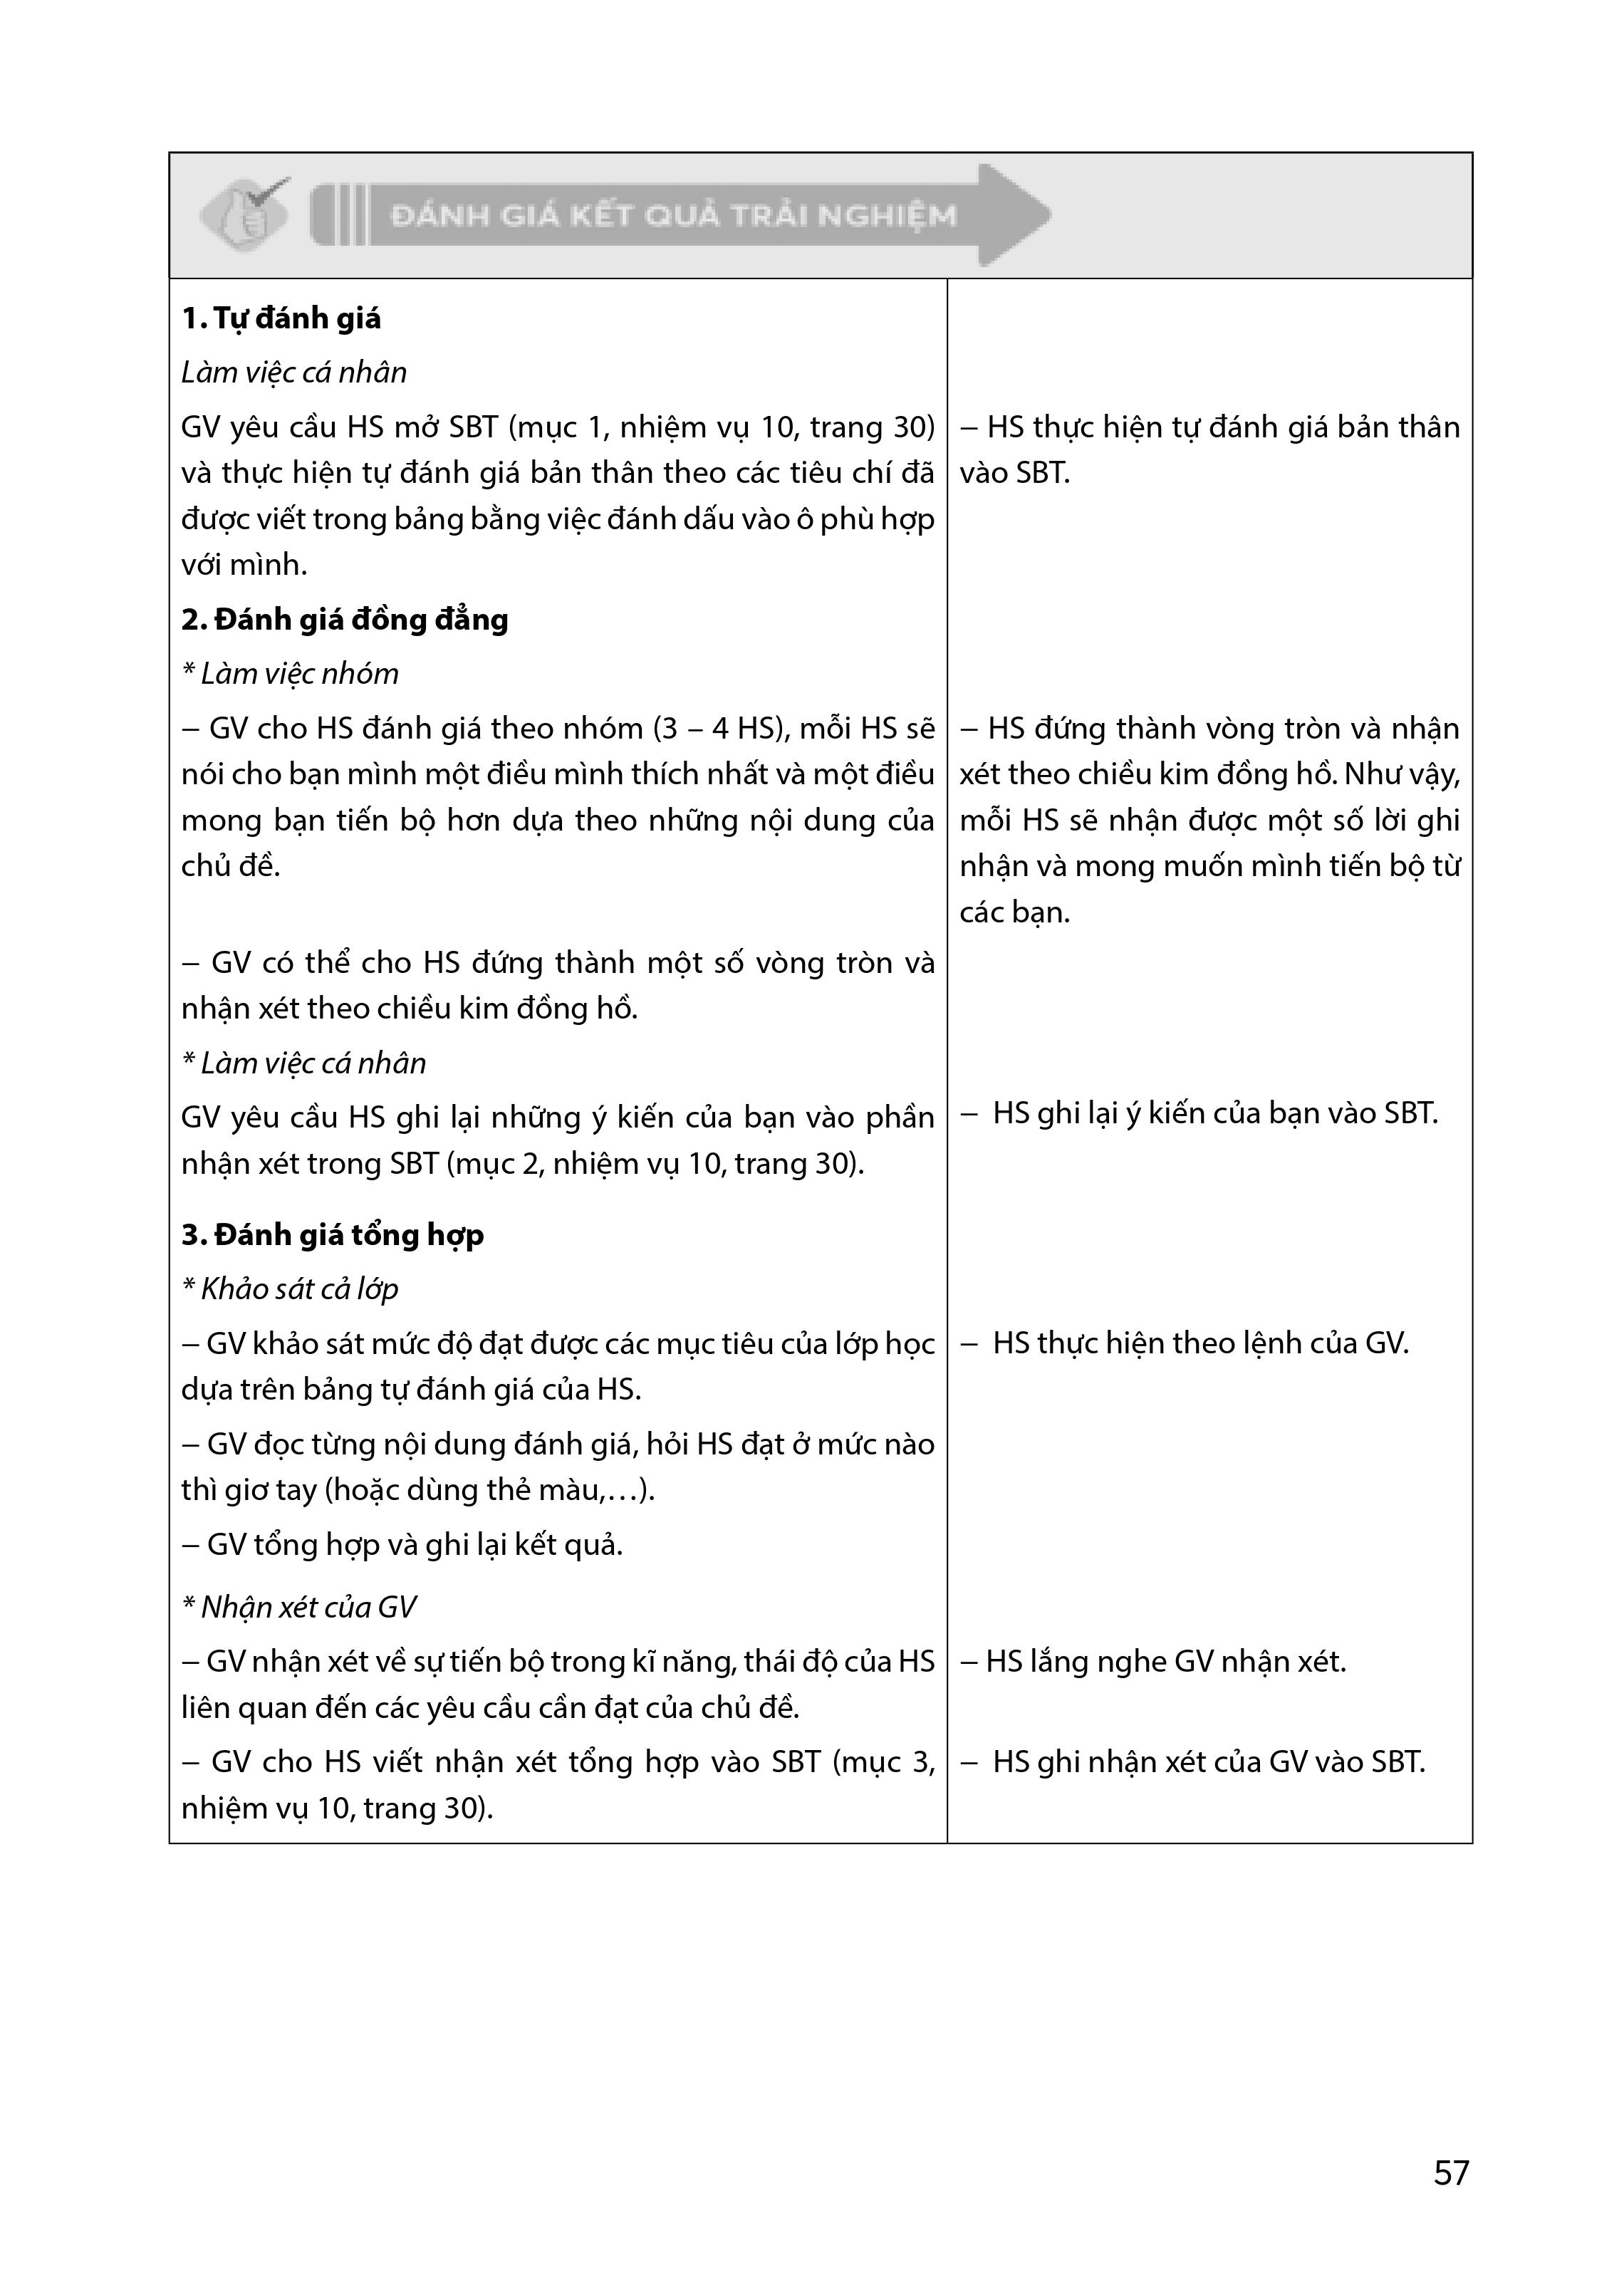 ĐÁNH GIÁ KẾT QUẢ TRẢI NGHIỆM
1. Tự đánh giá
Làm việc cá nhân
GV yêu cầu HS mở SBT (mục 1, nhiệm vụ 10, trang 30)
và thực hiện tự đánh giá bản thân theo các tiêu chí đã
được viết trong bảng bằng việc đánh dấu vào ô phù hợp
với mình.
– HS thực hiện tự đánh giá bản thân
vào SBT.
2. Đánh giá đồng đẳng
* Làm việc nhóm
– GV cho HS đánh giá theo nhóm (3 – 4 HS), mỗi HS sẽ
nói cho bạn mình một điều mình thích nhất và một điều
mong bạn tiến bộ hơn dựa theo những nội dung của
chủ đề.
– HS đứng thành vòng tròn và nhận
xét theo chiều kim đồng hồ. Như vậy,
mỗi HS sẽ nhận được một số lời ghi
nhận và mong muốn mình tiến bộ từ
các bạn.
– GV có thể cho HS đứng thành một số vòng tròn và
nhận xét theo chiều kim đồng hồ.
* Làm việc cá nhân
GV yêu cầu HS ghi lại những ý kiến của bạn vào phần
nhận xét trong SBT (mục 2, nhiệm vụ 10, trang 30).
– HS ghi lại ý kiến của bạn vào SBT.
3. Đánh giá tổng hợp
* Khảo sát cả lớp
– GV khảo sát mức độ đạt được các mục tiêu của lớp học
dựa trên bảng tự đánh giá của HS.
– HS thực hiện theo lệnh của GV.
– GV đọc từng nội dung đánh giá, hỏi HS đạt ở mức nào
thì giơ tay (hoặc dùng thẻ màu,…).
– GV tổng hợp và ghi lại kết quả.
* Nhận xét của GV
– GV nhận xét về sự tiến bộ trong kĩ năng, thái độ của HS
liên quan đến các yêu cầu cần đạt của chủ đề.
– HS lắng nghe GV nhận xét.
– GV cho HS viết nhận xét tổng hợp vào SBT (mục 3,
nhiệm vụ 10, trang 30).
– HS ghi nhận xét của GV vào SBT.
57